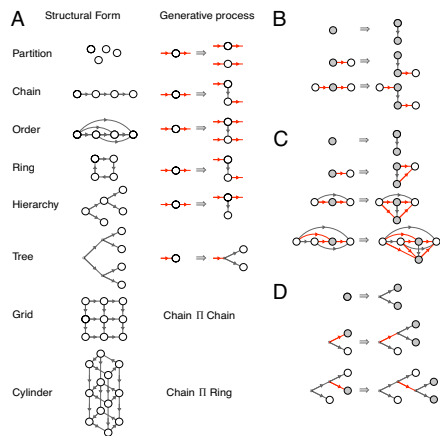 A Structural Form Generative process
Partition
Chain
Order
Ring
Hierarchy
Tree
Grid Chain Π Chain
Cylinder Chain Π Ring
B
C
D